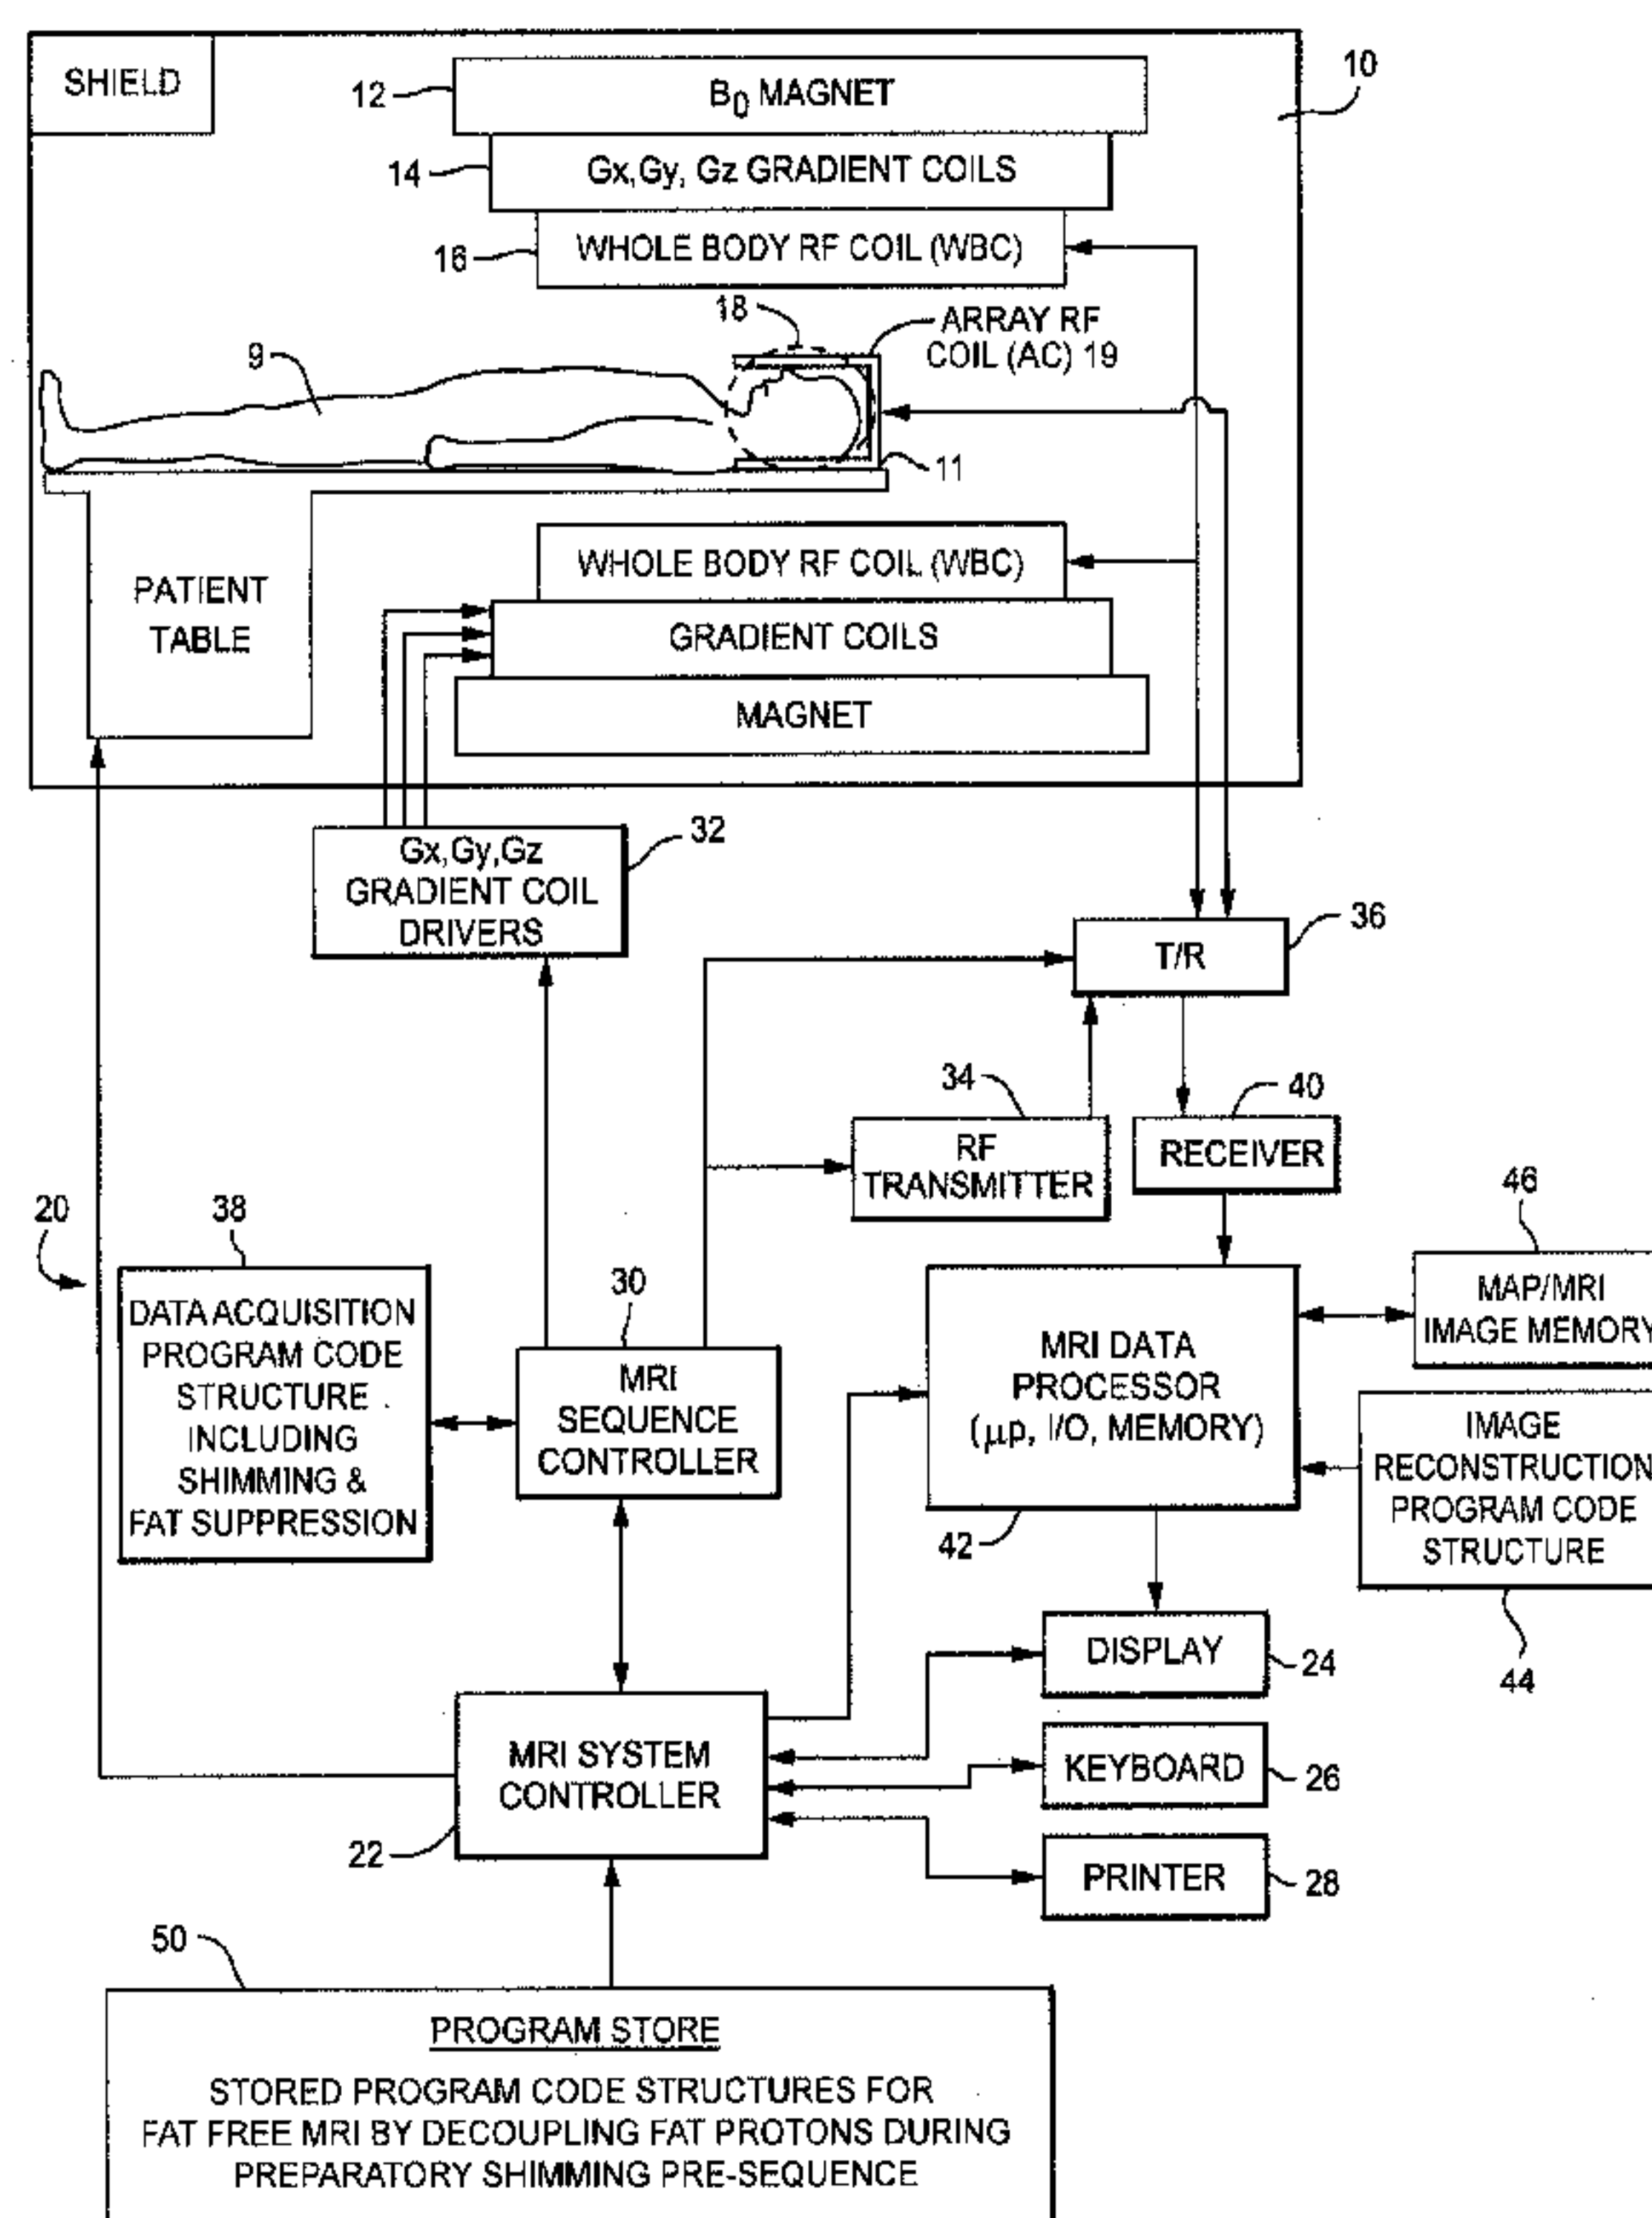 SHIELD
10
12
B0 MAGNET
14
Gx,Gy, Gz GRADIENT COILS
16
WHOLE BODY RF COIL (WBC)
18
ARRAY RF
COIL (AC) 19
9
11
WHOLE BODY RF COIL (WBC)
PATIENT
TABLE
GRADIENT COILS
MAGNET
Gx,Gy,Gz
GRADIENT COIL
DRIVERS
32
36
T/R
34
40
RF
TRANSMITTER
RECEIVER
46
20
38
30
MAP/MRI
IMAGE MEMORY
DATA ACQUISITION
PROGRAM CODE
STRUCTURE
INCLUDING
SHIMMING &
FAT SUPPRESSION
MRI
SEQUENCE
CONTROLLER
MRI DATA
PROCESSOR
(μp, I/O, MEMORY)
42
IMAGE
RECONSTRUCTION
PROGRAM CODE
STRUCTURE
44
DISPLAY
24
MRI SYSTEM
CONTROLLER
22
KEYBOARD
26
PRINTER
28
50
PROGRAM STORE
STORED PROGRAM CODE STRUCTURES FOR
FAT FREE MRI BY DECOUPLING FAT PROTONS DURING
PREPARATORY SHIMMING PRE-SEQUENCE